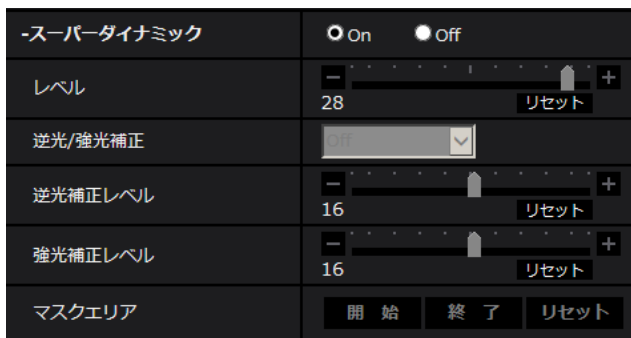 -スーパーダイナミック On Off
レベル − +
28 リセット
逆光/強光補正 Off
逆光補正レベル − +
16 リセット
強光補正レベル − +
16 リセット
マスクエリア 開 始 終 了 リセット